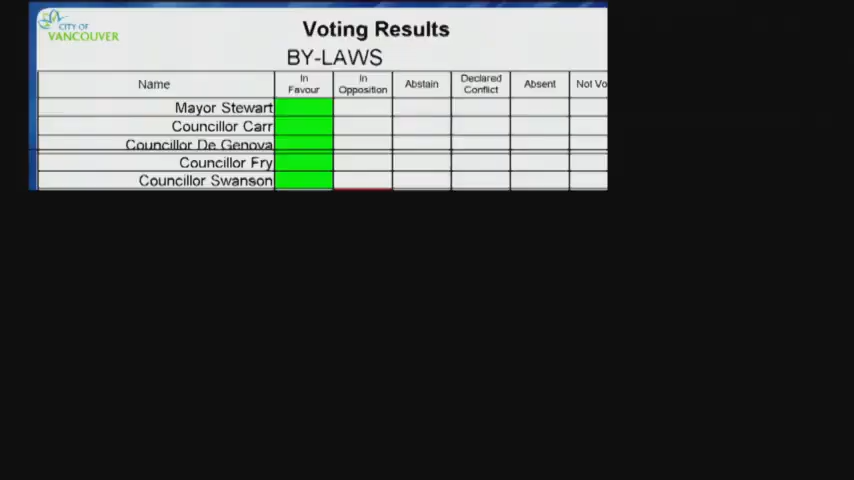 CITY OF
VANCOUVER
Voting Results
BY-LAWS
Name In Favour In Opposition Abstain Declared Conflict Absent Not Vo
Mayor Stewart
Councillor Carr
Councillor De Genova
Councillor Fry
Councillor Swanson